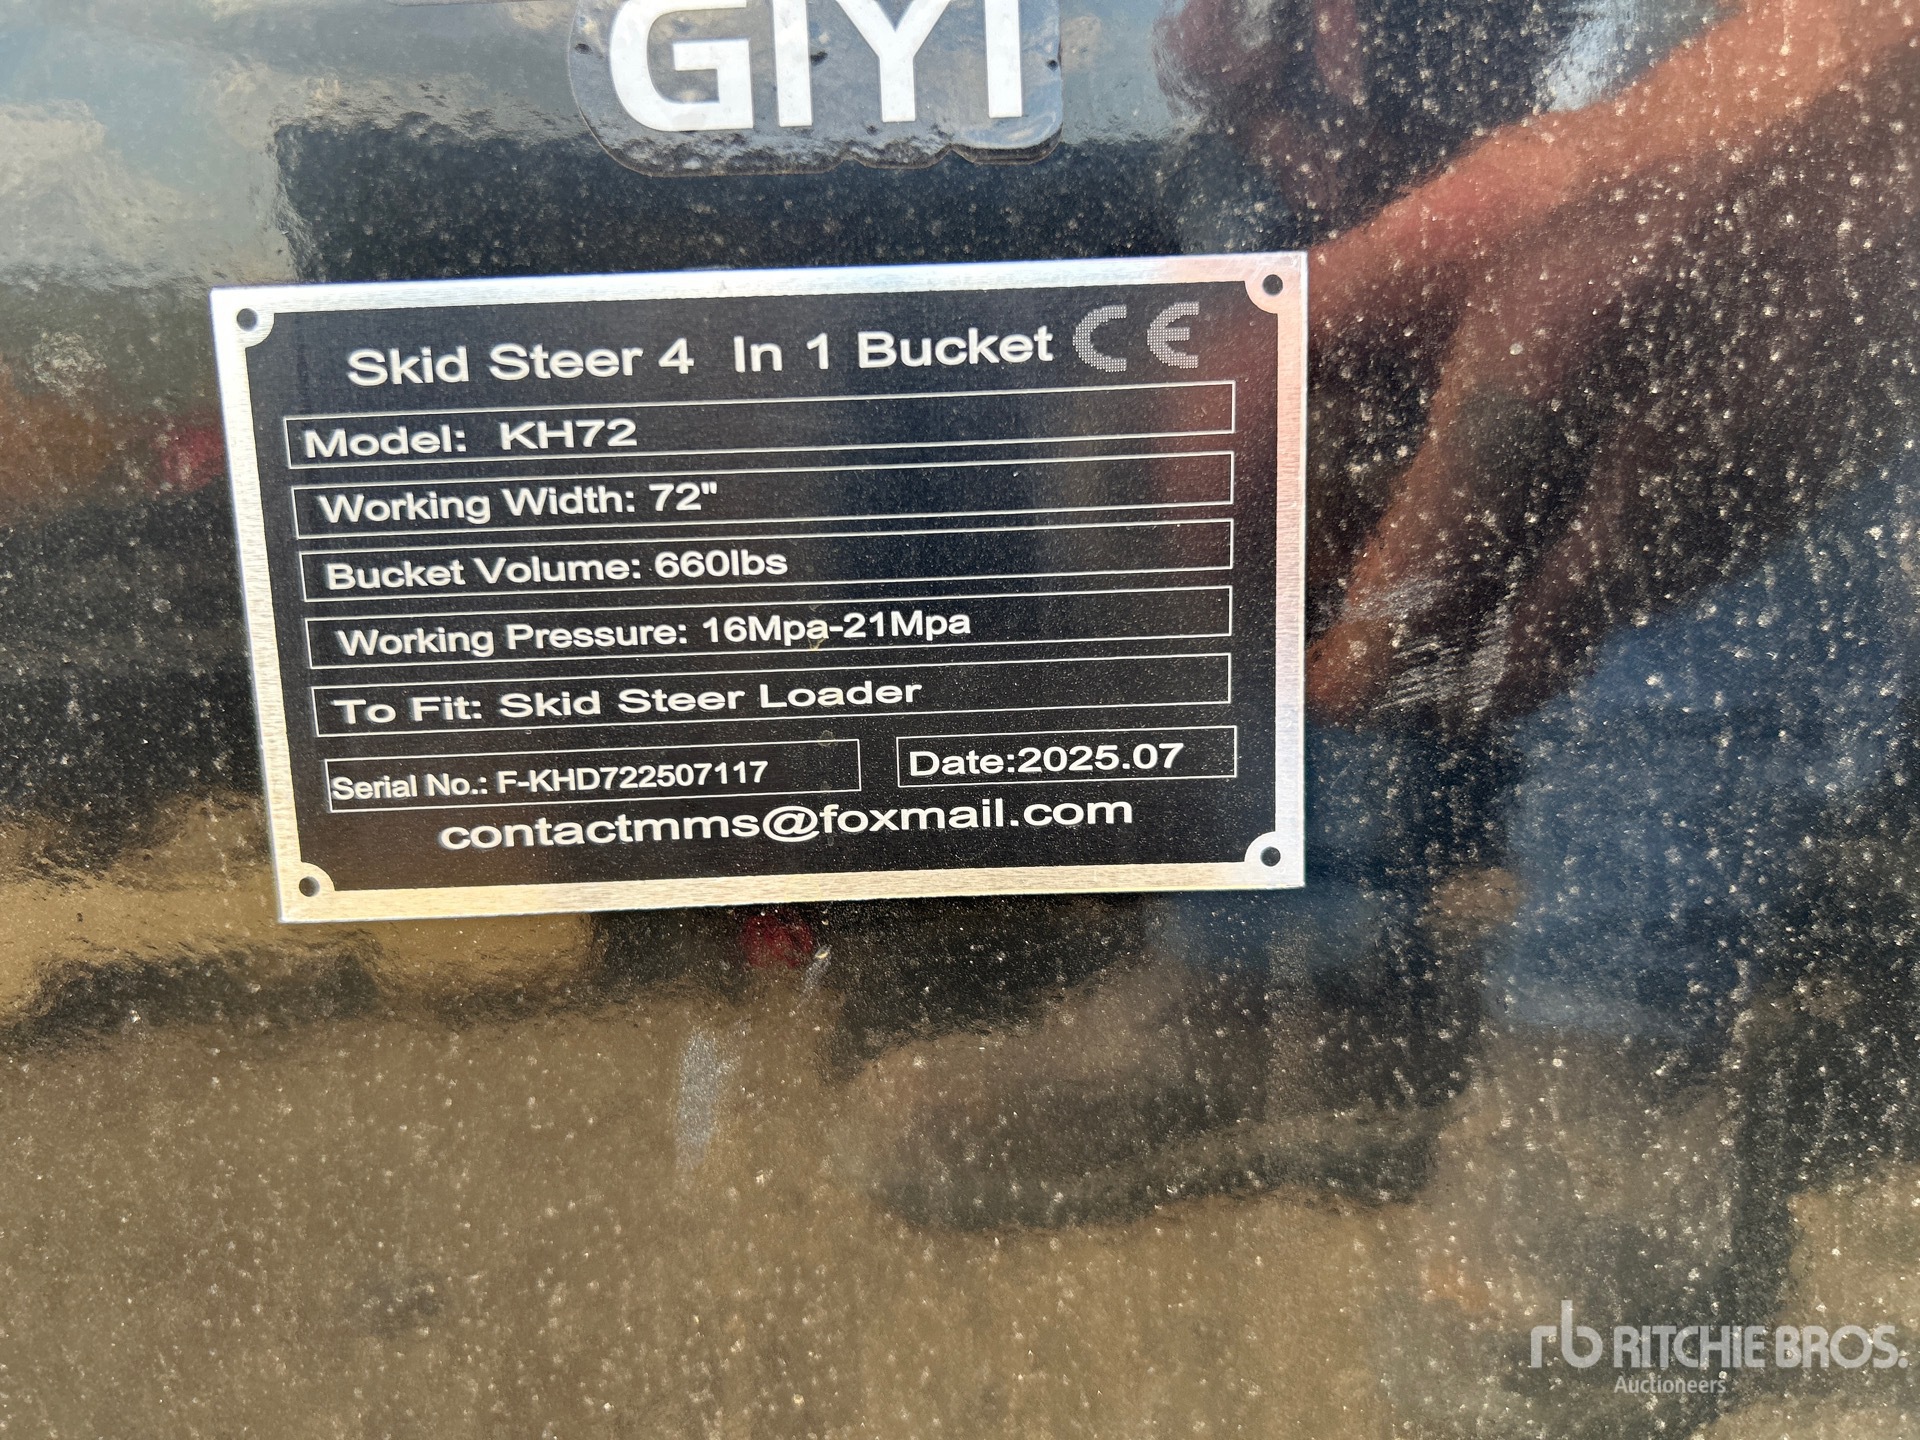 GIYI
Skid Steer 4 In 1 Bucket CE
Model: KH72
Working Width: 72"
Bucket Volume: 660lbs
Working Pressure: 16Mpa-21Mpa
To Fit: Skid Steer Loader
Serial No.: F-KHD722507117 Date:2025.07
contactmms@foxmail.com
rb RITCHIE BROS.
Auctioneers